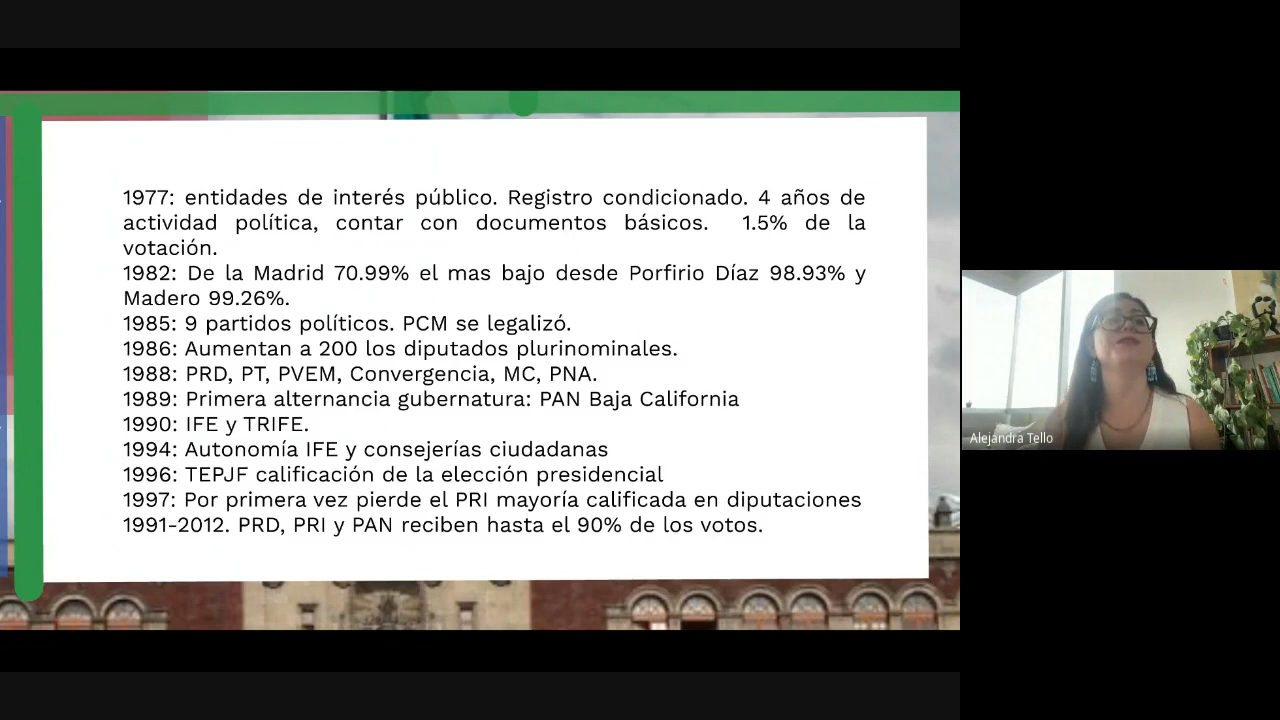 1977: entidades de interés público. Registro condicionado. 4 años de
actividad política, contar con documentos básicos. 1.5% de la
votación.
1982: De la Madrid 70.99% el mas bajo desde Porfirio Díaz 98.93% y
Madero 99.26%.
1985: 9 partidos políticos. PCM se legalizó.
1986: Aumentan a 200 los diputados plurinominales.
1988: PRD, PT, PVEM, Convergencia, MC, PNA.
1989: Primera alternancia gubernatura: PAN Baja California
1990: IFE y TRIFE.
1994: Autonomía IFE y consejerías ciudadanas
1996: TEPJF calificación de la elección presidencial
1997: Por primera vez pierde el PRI mayoría calificada en diputaciones
1991-2012. PRD, PRI y PAN reciben hasta el 90% de los votos.
Alejandra Tello